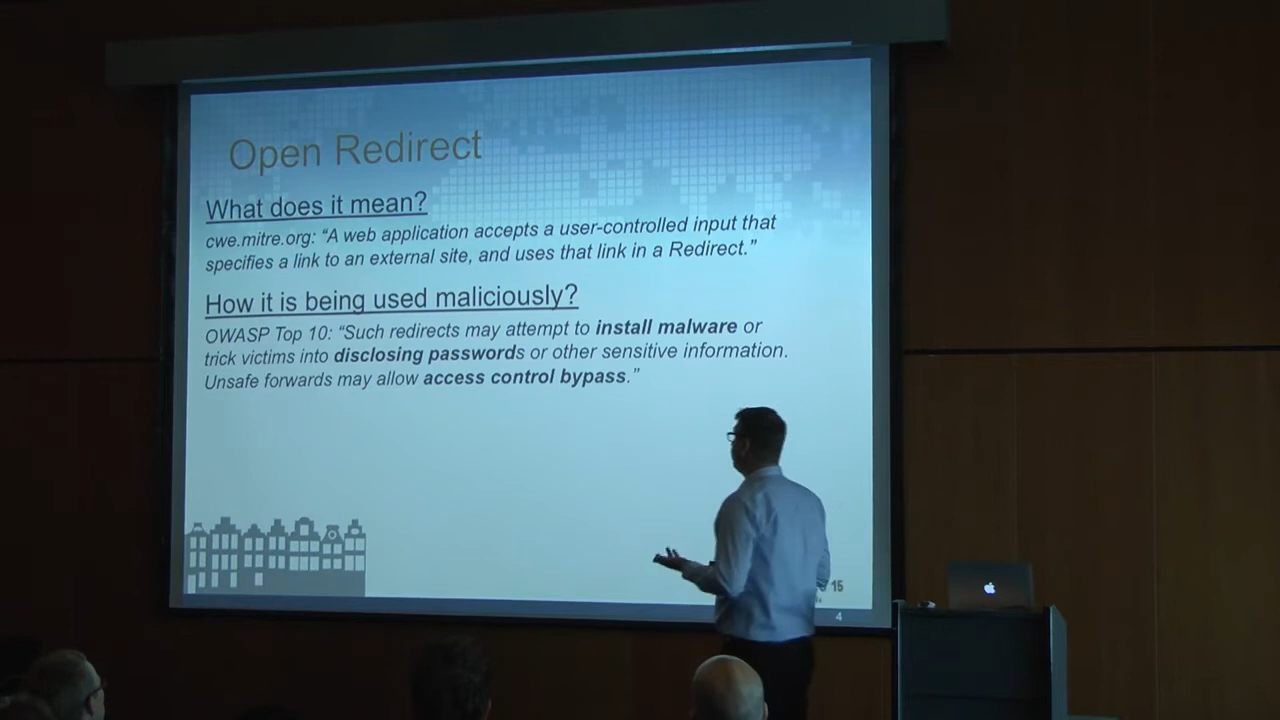 Open Redirect
What does it mean?
cwe.mitre.org: “A web application accepts a user-controlled input that
specifies a link to an external site, and uses that link in a Redirect.”
How it is being used maliciously?
OWASP Top 10: “Such redirects may attempt to install malware or
trick victims into disclosing passwords or other sensitive information.
Unsafe forwards may allow access control bypass.”
15
4